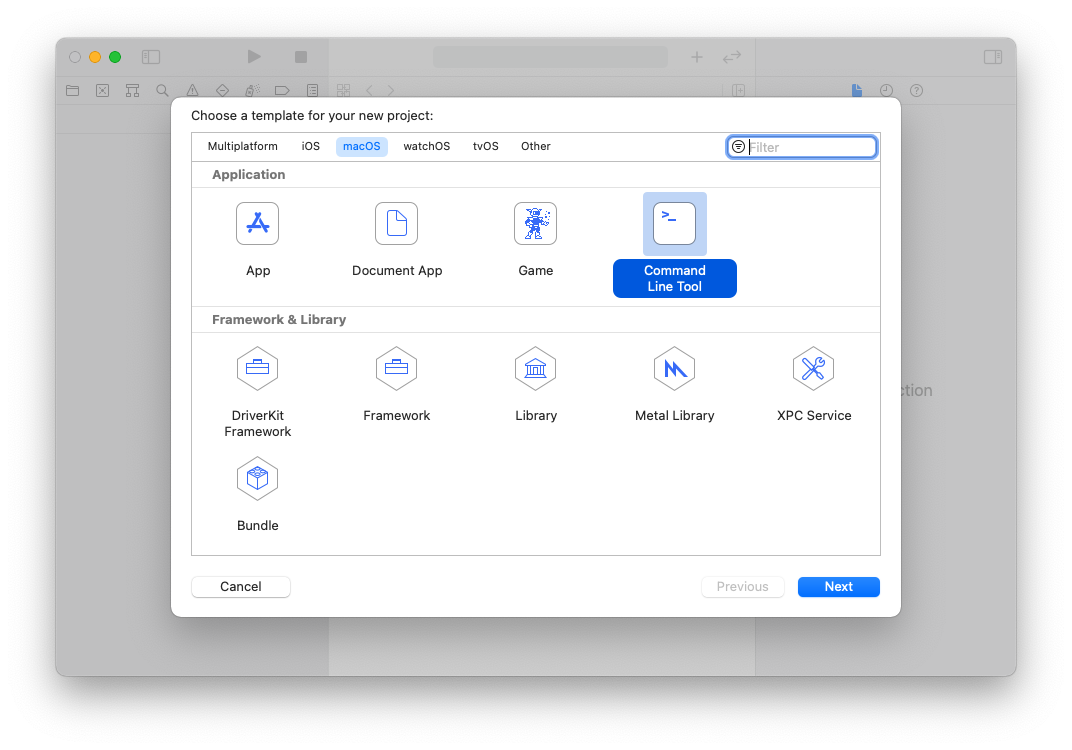 Choose a template for your new project:
Multiplatform iOS macOS watchOS tvOS Other Filter
Application
>_
App Document App Game Command
Line Tool
Framework & Library
DriverKit Framework Library Metal Library XPC Service
Framework
Bundle
ction
Cancel Previous Next